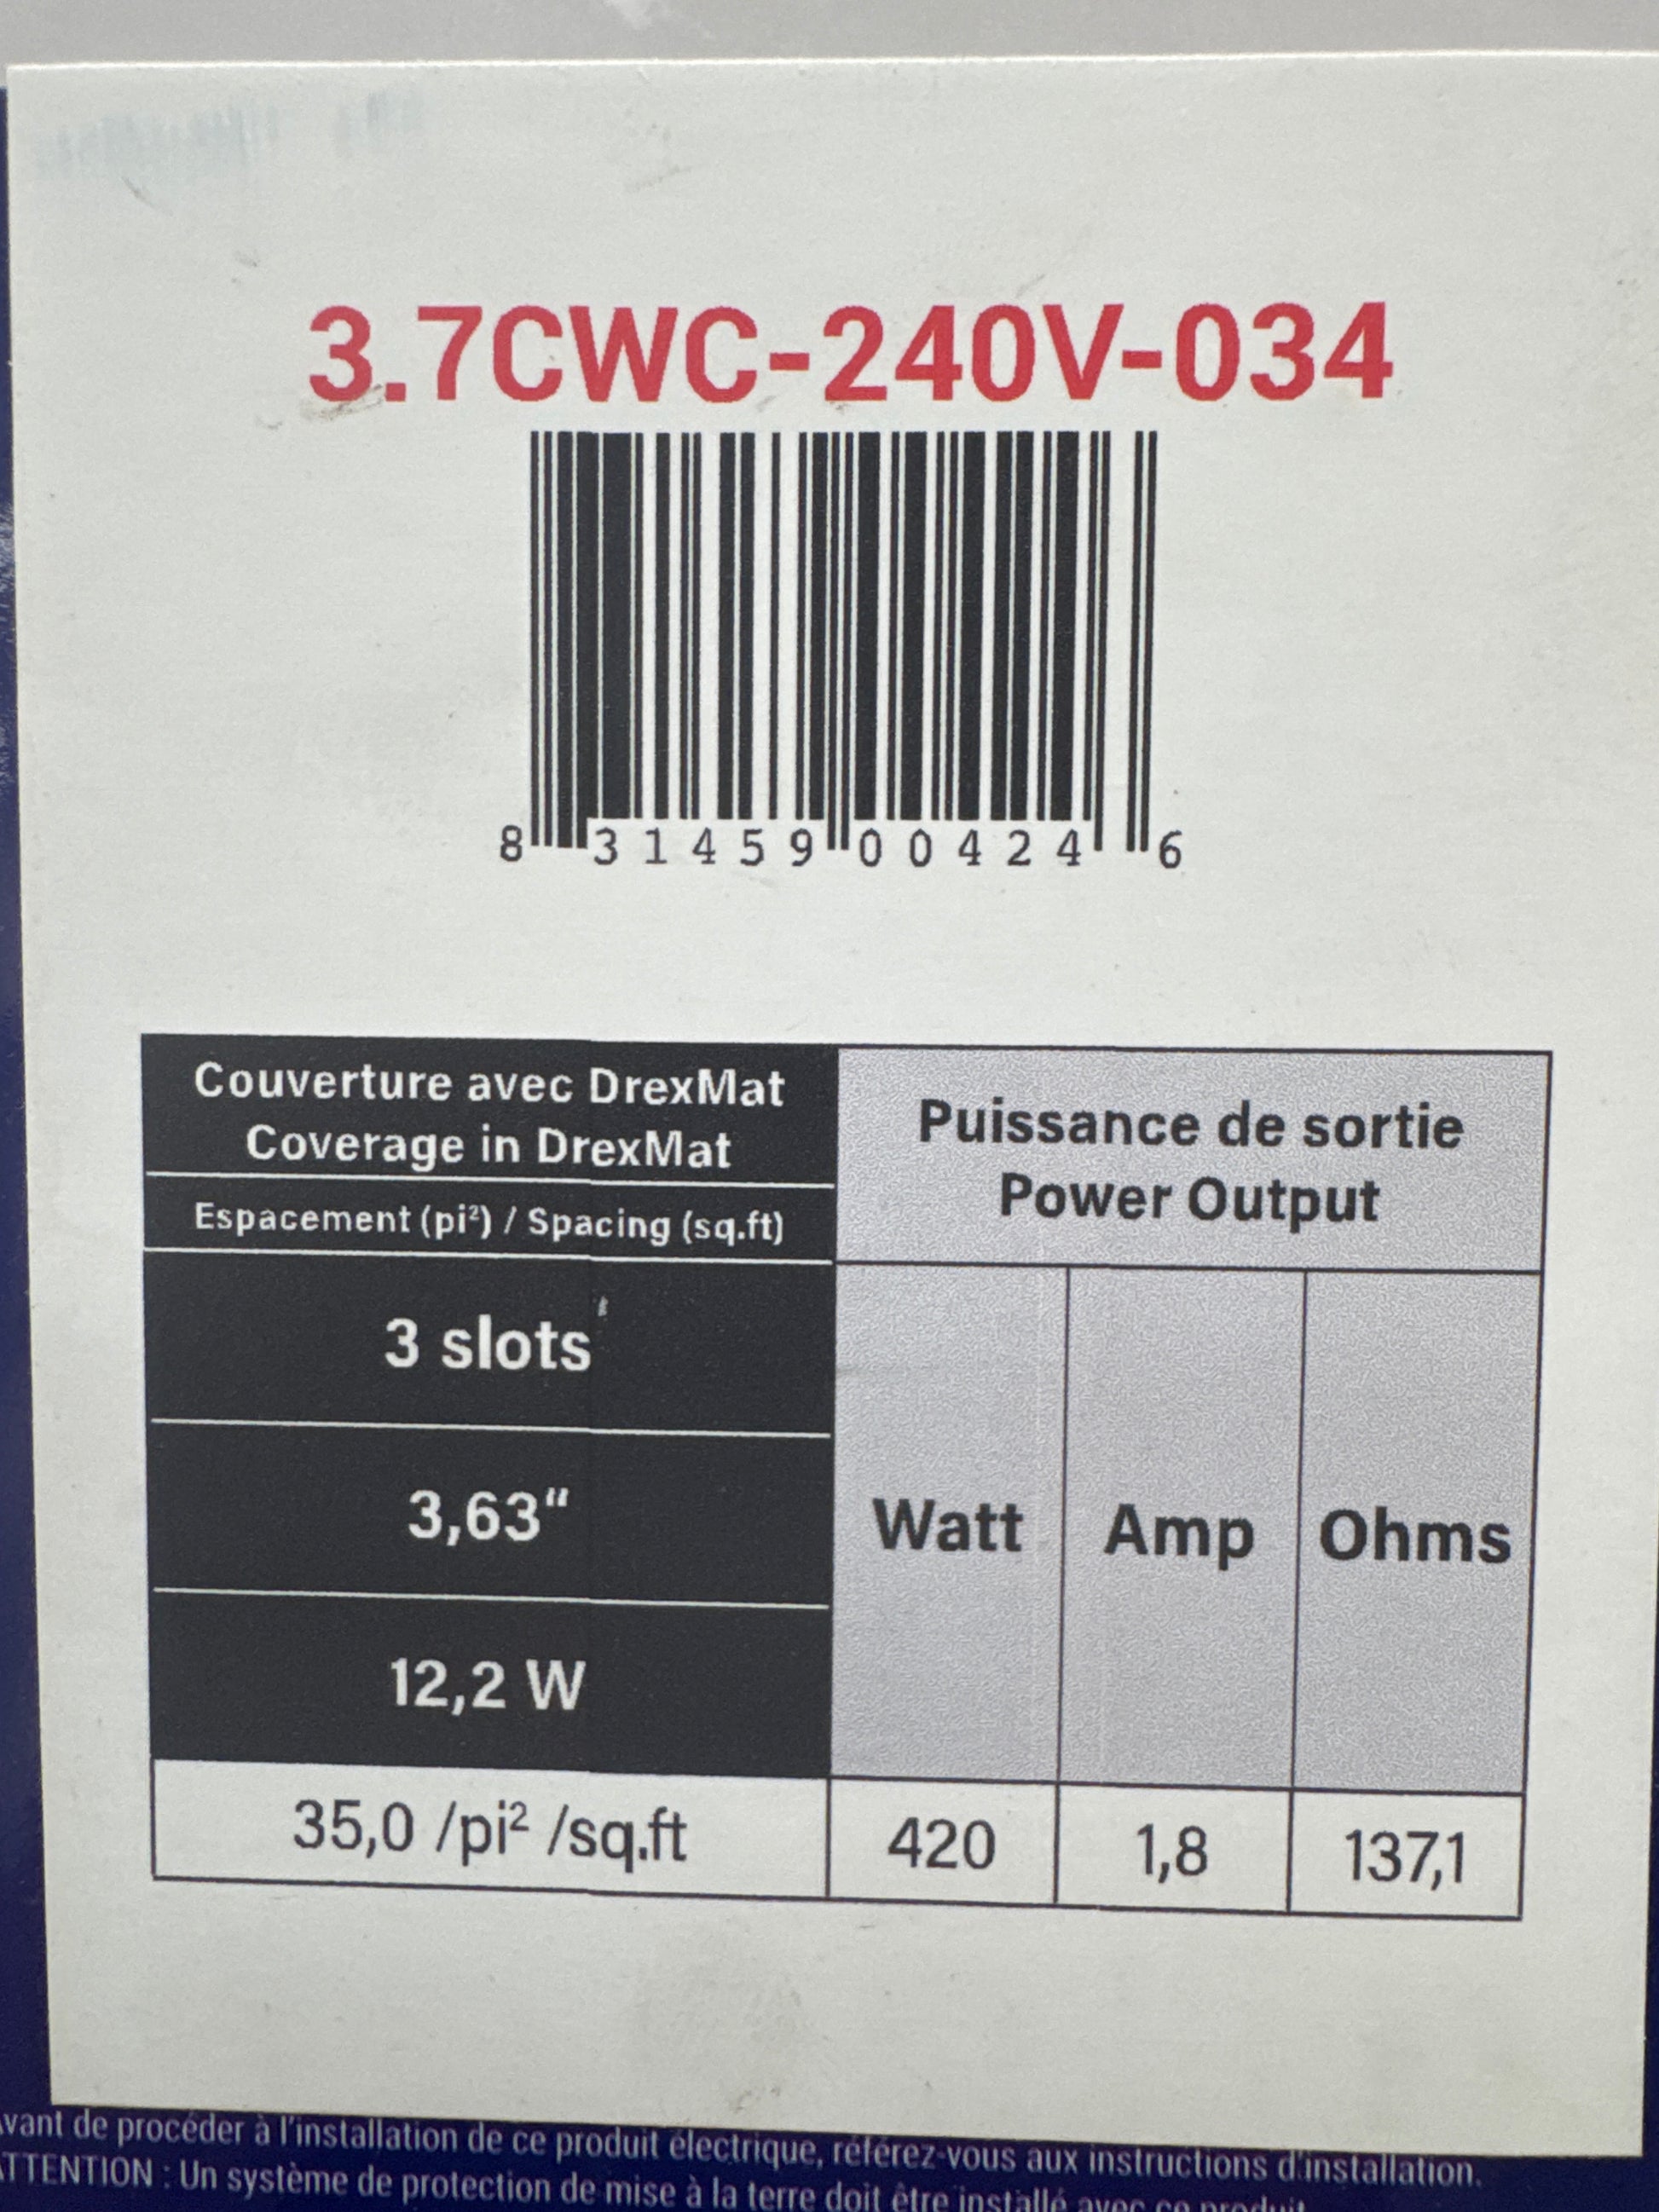 3.7CWC-240V-034
8 31459 00424 6
Couverture avec DrexMat
Coverage in DrexMat
Espacement (pi²) / Spacing (sq.ft)
3 slots
3,63“
12,2 W
35,0 /pi² /sq.ft
Puissance de sortie
Power Output
Watt Amp Ohms
420 1,8 137,1
vant de procéder à l'installation de ce produit électrique, référez-vous aux instructions d'installation.
TTENTION : Un système de protection de mise à la terre doit être installé avec ce produit